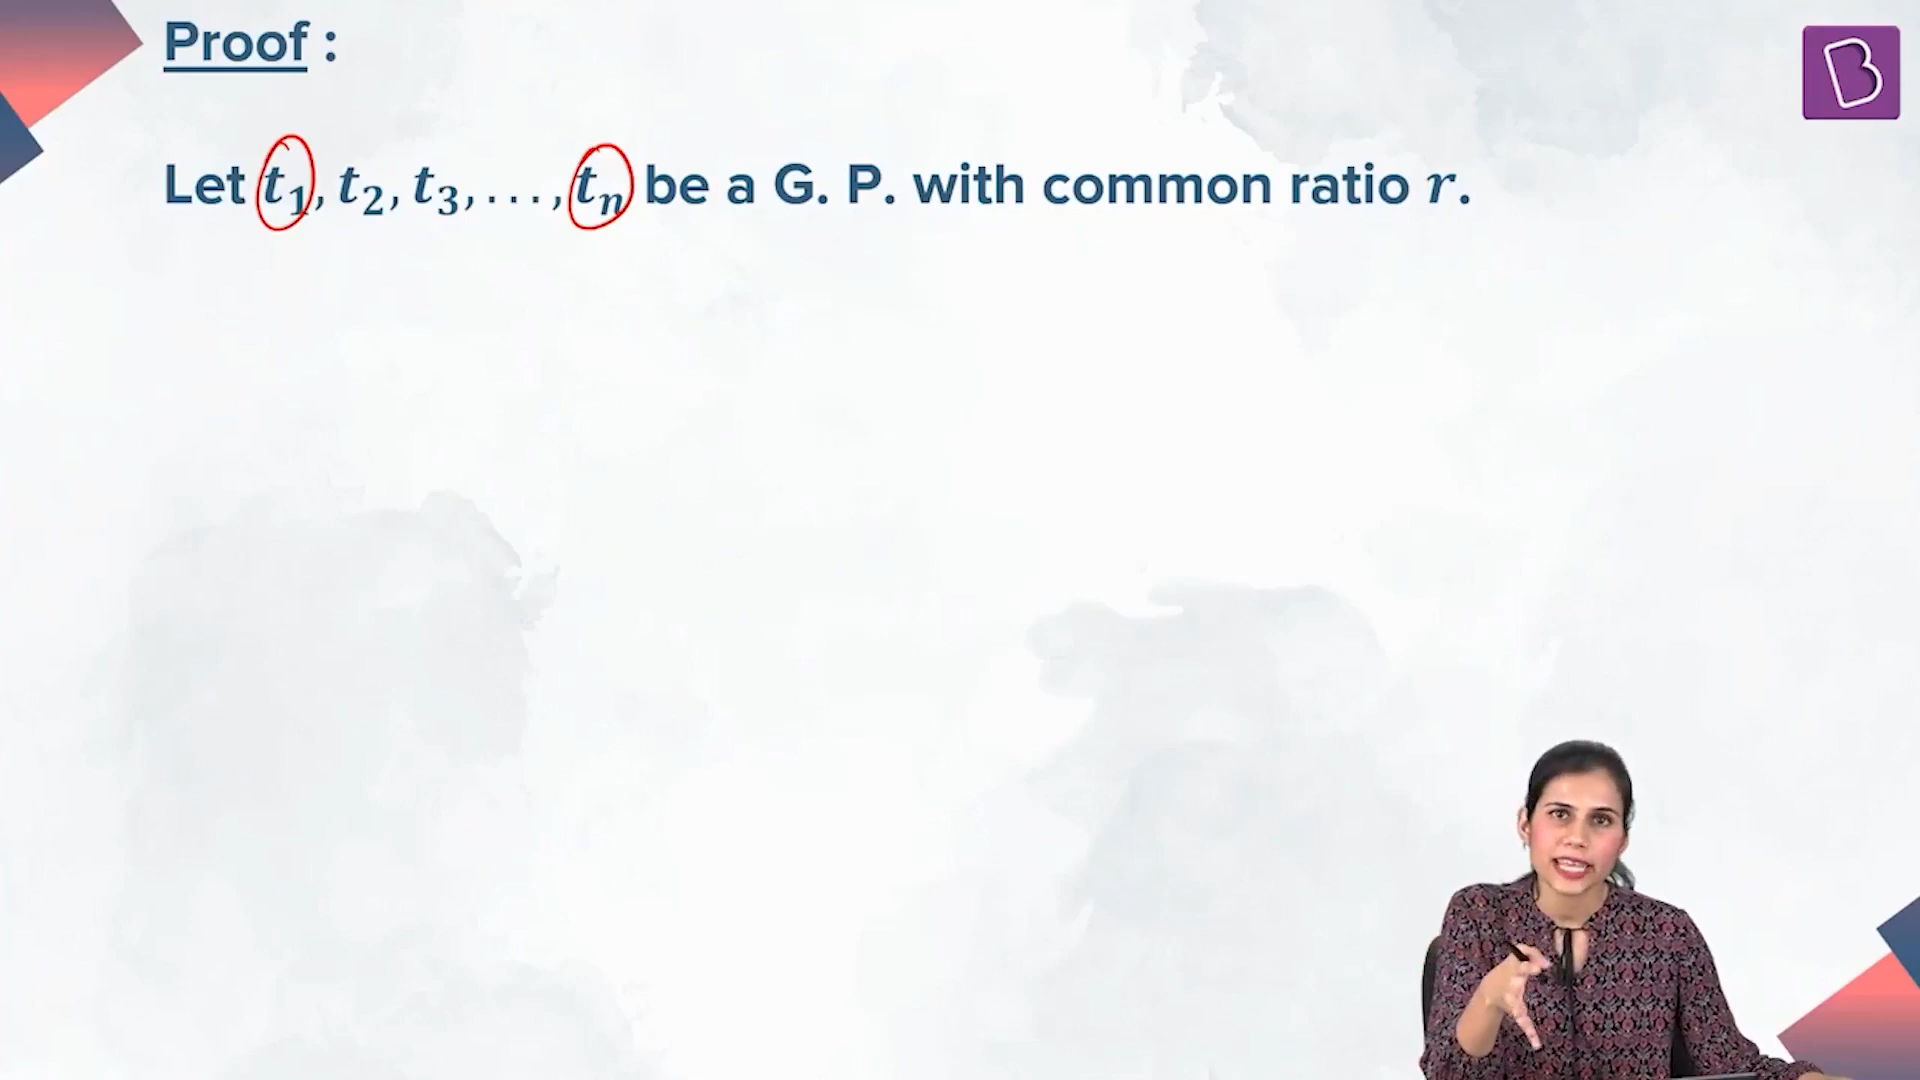 Proof :
Let t₁, t₂, t₃, . . . , tₙ be a G. P. with common ratio r.
B